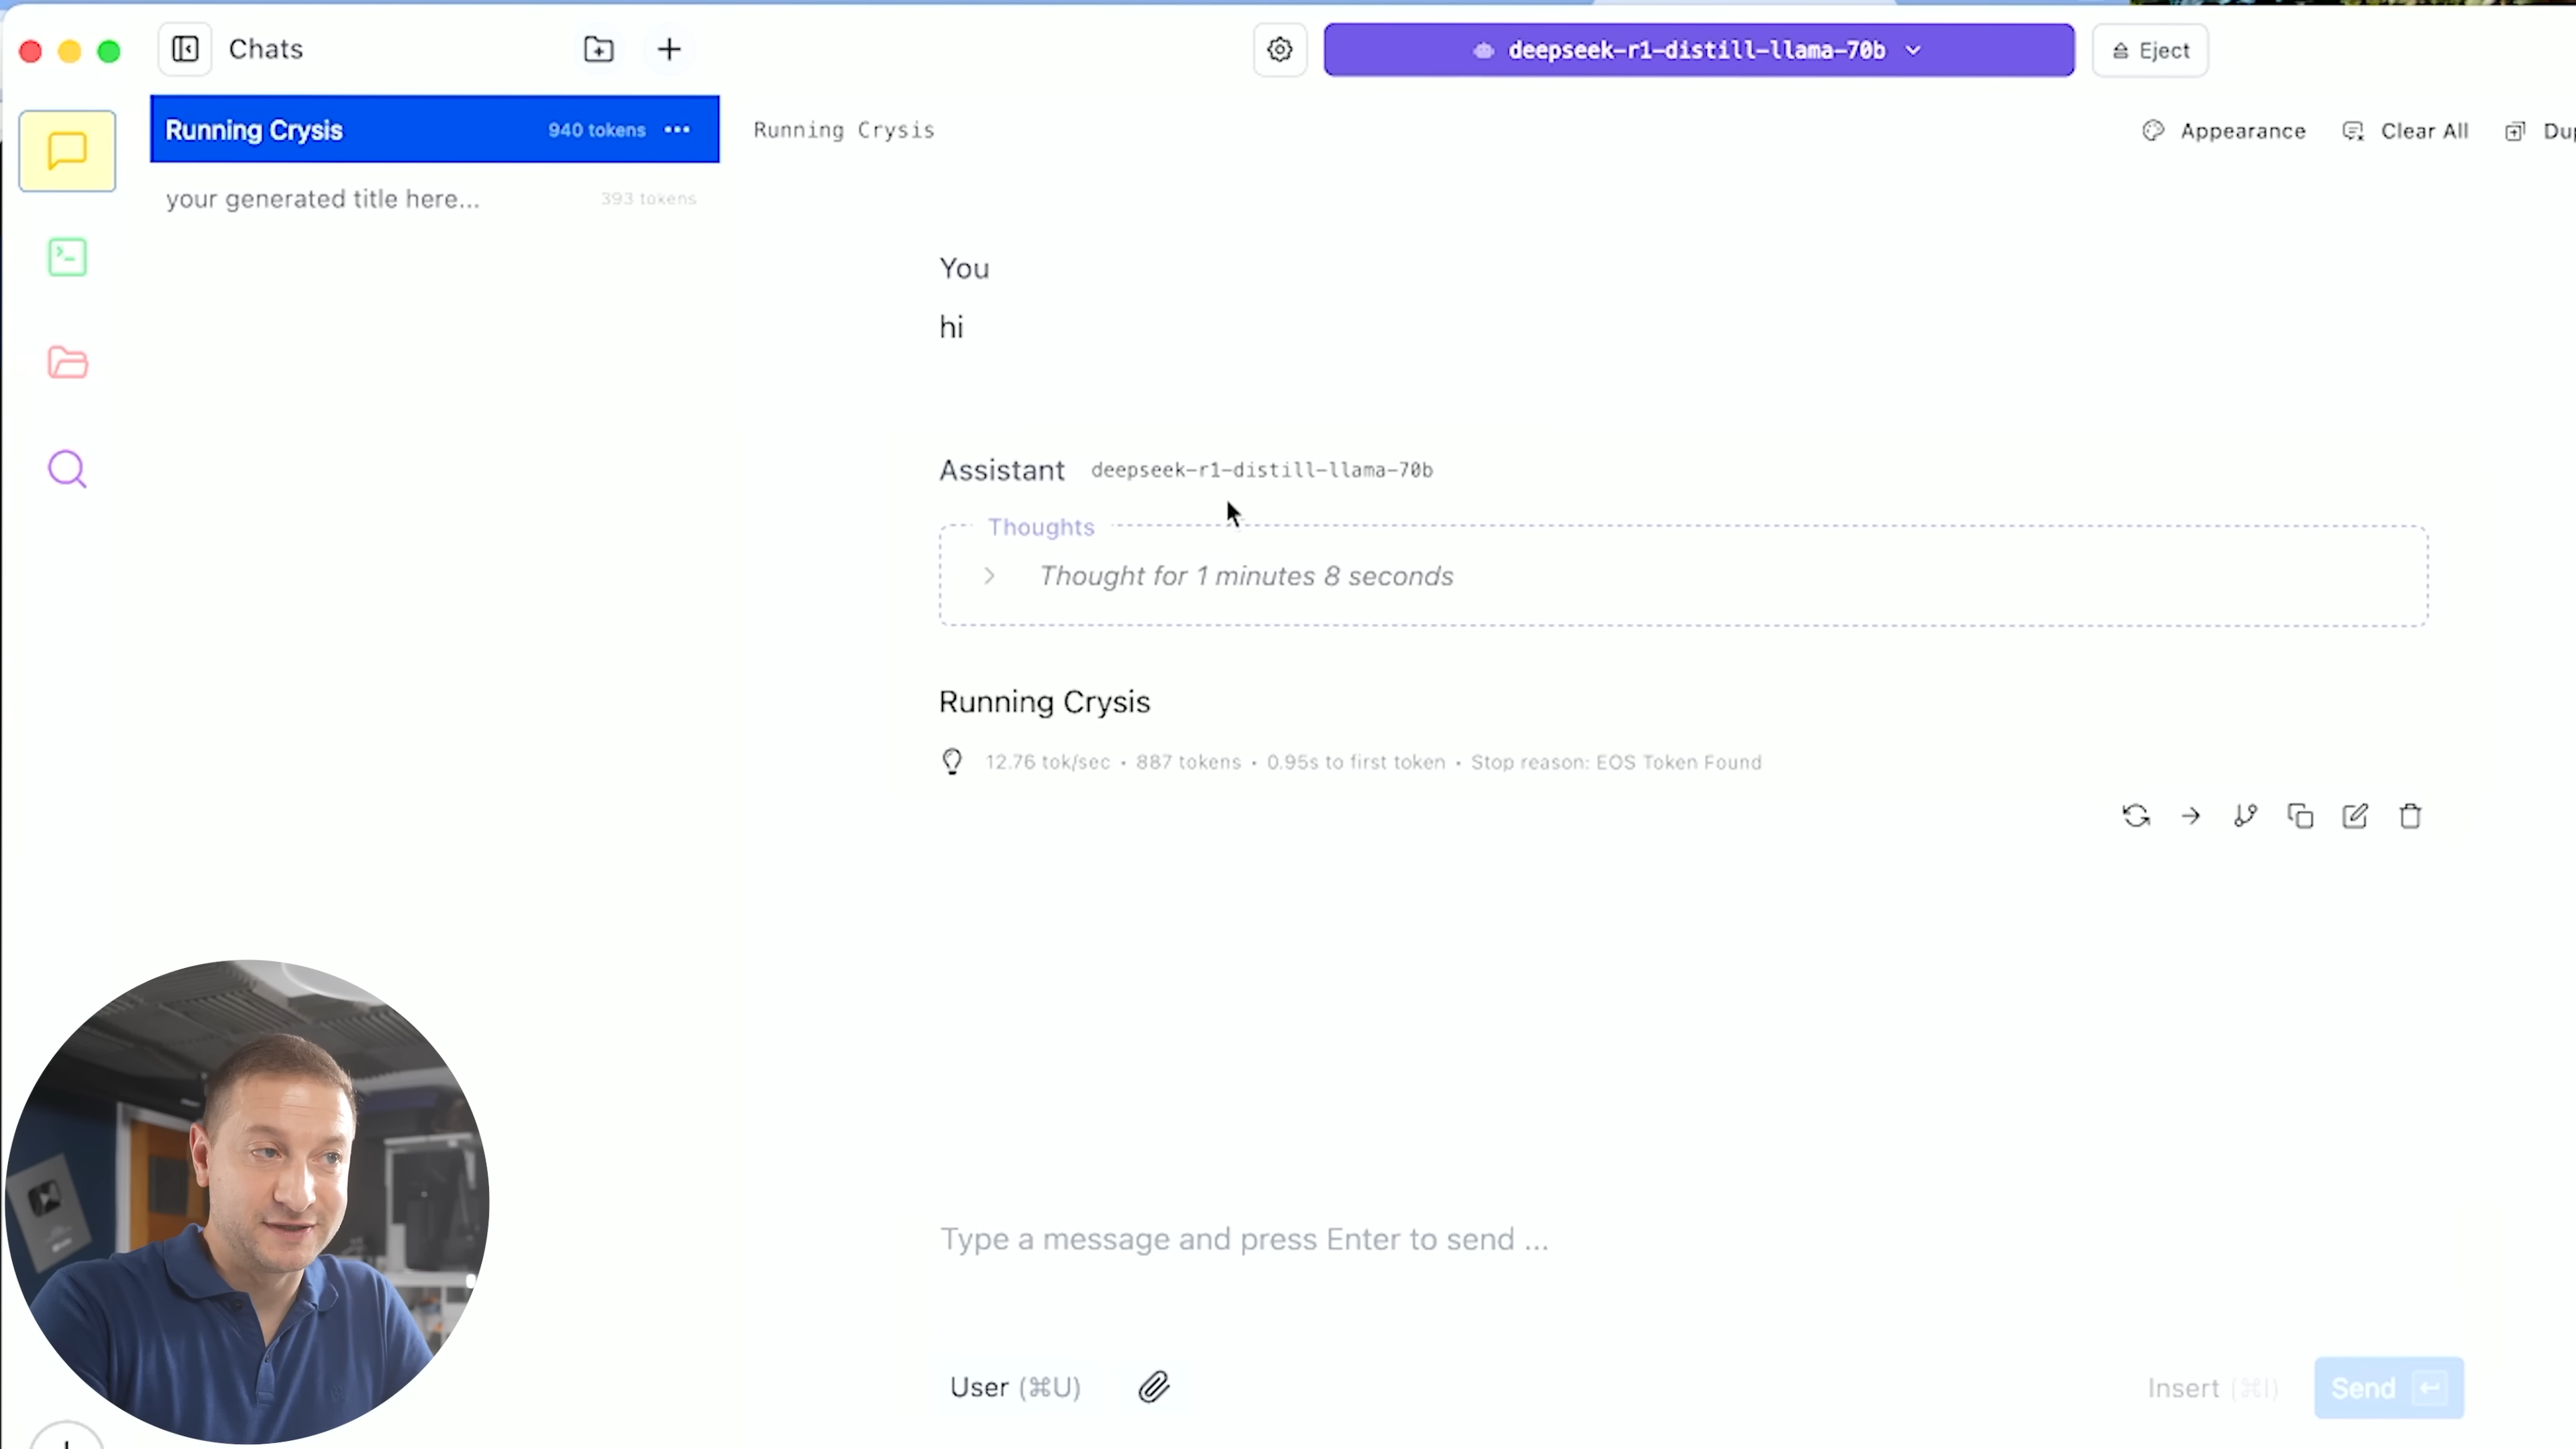 Chats
deepseek-r1-distill-llama-70b
Eject
Running Crysis 940 tokens
your generated title here... 393 tokens
Running Crysis
Appearance
Clear All
Dup
You
hi
Assistant deepseek-r1-distill-llama-70b
Thoughts
Thought for 1 minutes 8 seconds
Running Crysis
12.76 tok/sec • 887 tokens • 0.95s to first token • Stop reason: EOS Token Found
Type a message and press Enter to send ...
User (⌘U)
Insert (⌘I)
Send